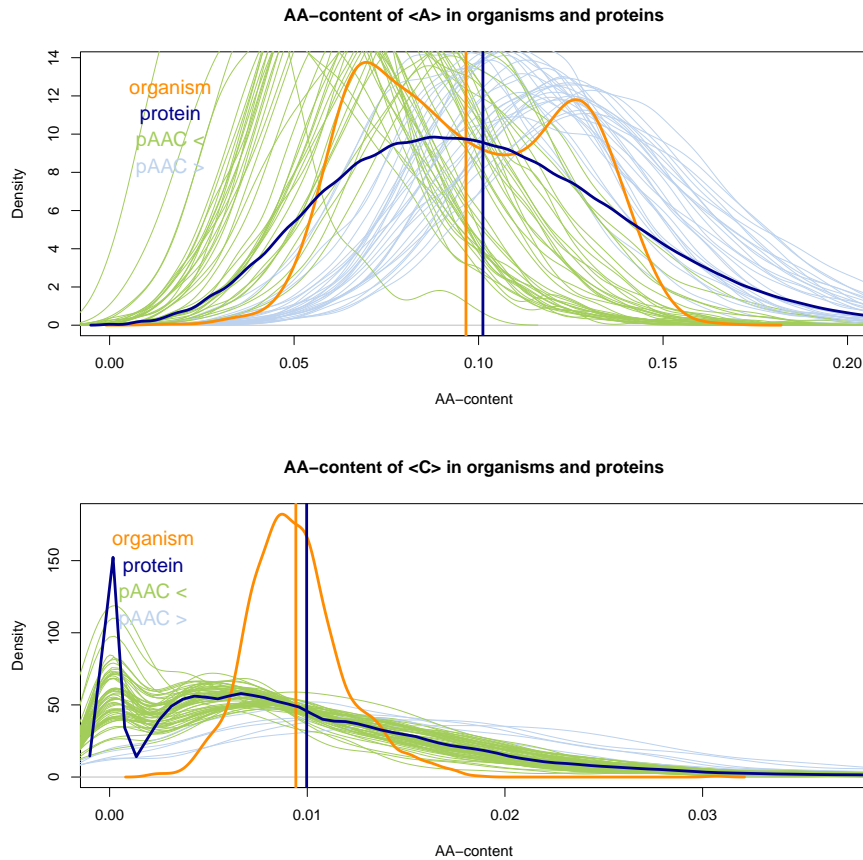 AA−content of <A> in organisms and proteins
14
12
10
8
6
4
2
0
Density
organism
protein
pAAC <
pAAC >
0.00 0.05 0.10 0.15 0.20
AA−content
AA−content of <C> in organisms and proteins
150
100
50
0
Density
organism
protein
pAAC <
pAAC >
0.00 0.01 0.02 0.03
AA−content